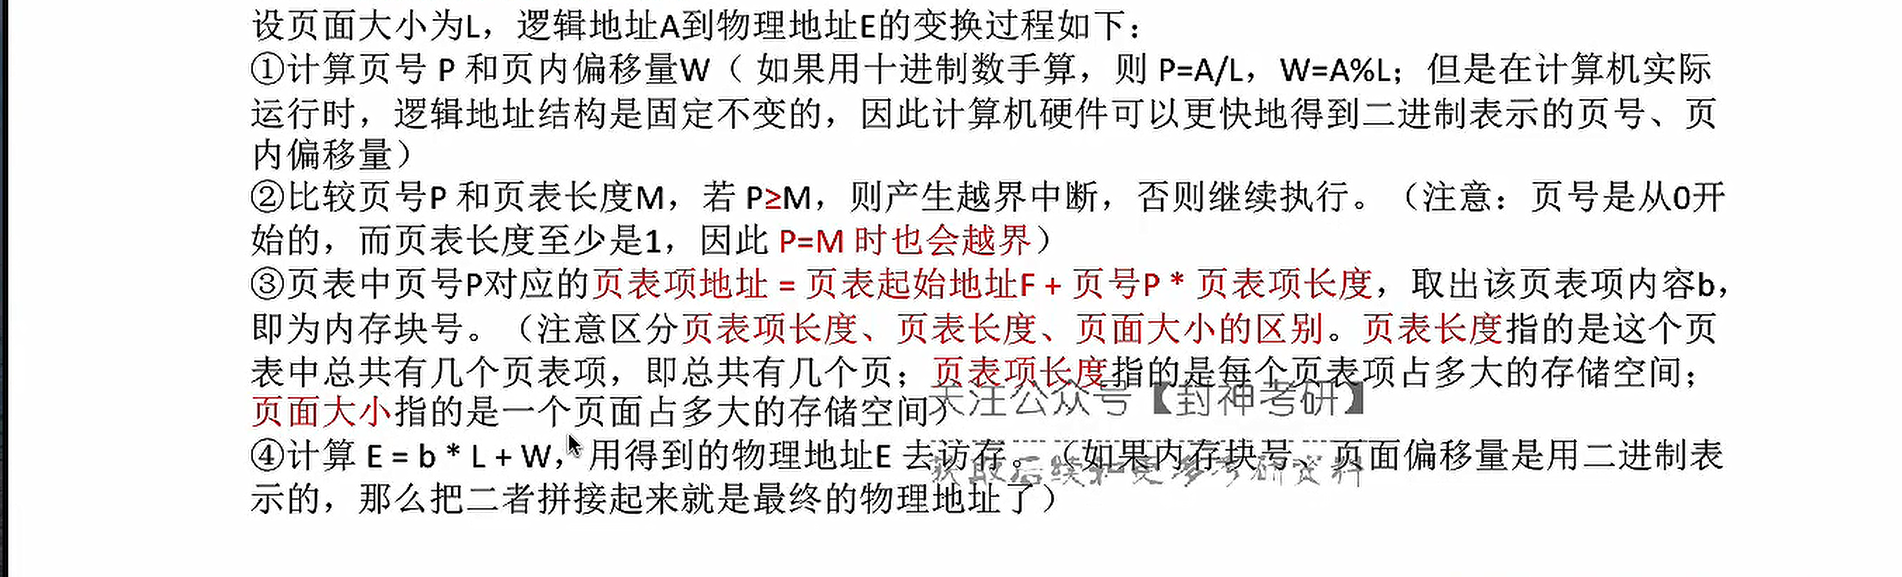 设页面大小为L，逻辑地址A到物理地址E的变换过程如下：
①计算页号 P 和页内偏移量W（ 如果用十进制数手算，则 P=A/L，W=A%L；但是在计算机实际
运行时，逻辑地址结构是固定不变的，因此计算机硬件可以更快地得到二进制表示的页号、页
内偏移量）
②比较页号P 和页表长度M，若 P≥M，则产生越界中断，否则继续执行。（注意：页号是从0开
始的，而页表长度至少是1，因此 P=M 时也会越界）
③页表中页号P对应的页表项地址 = 页表起始地址F + 页号P * 页表项长度，取出该页表项内容b，
即为内存块号。（注意区分页表项长度、页表长度、页面大小的区别。页表长度指的是这个页
表中总共有几个页表项，即总共有几个页；页表项长度指的是每个页表项占多大的存储空间；
页面大小指的是一个页面占多大的存储空间）
关注公众号【封神考研】
④计算 E = b * L + W，用得到的物理地址E 去访存。（如果内存块号、页面偏移量是用二进制表
获取后续和更多考研资料
示的，那么把二者拼接起来就是最终的物理地址了）